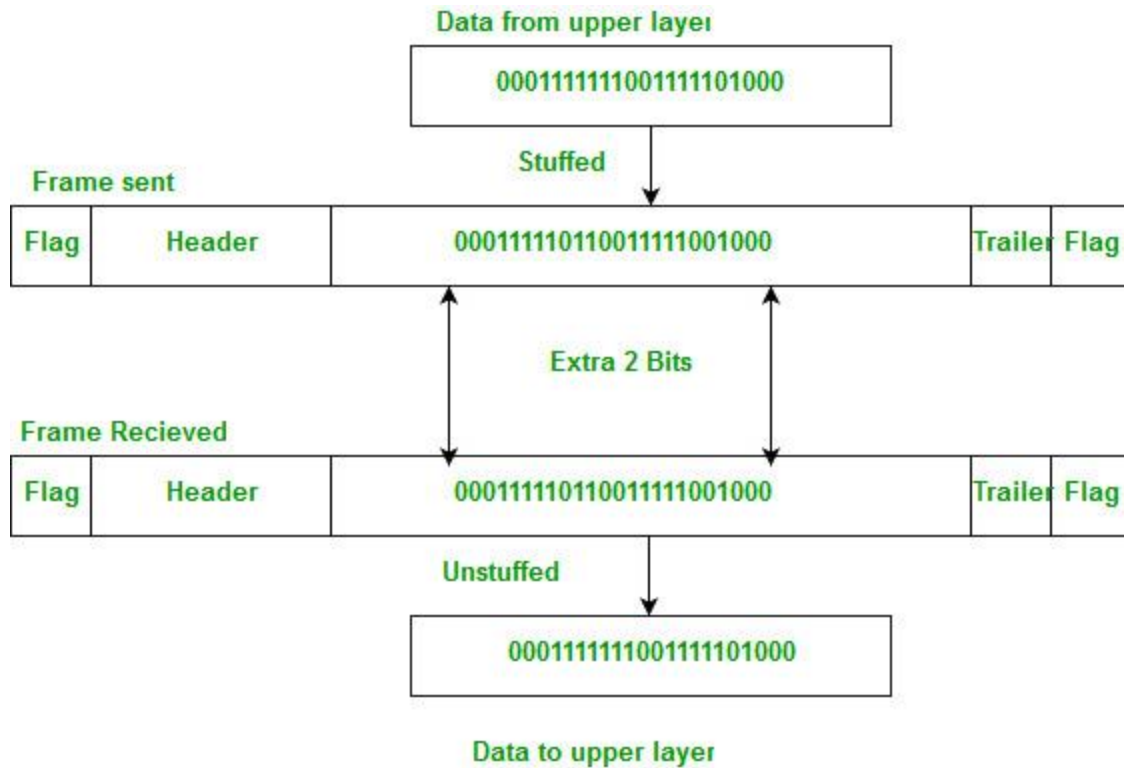 Data from upper layer
0001111111001111101000
Stuffed
Frame sent
Flag Header 000111110110011111001000 Trailer Flag
Extra 2 Bits
Frame Recieved
Flag Header 000111110110011111001000 Trailer Flag
Unstuffed
0001111111001111101000
Data to upper layer